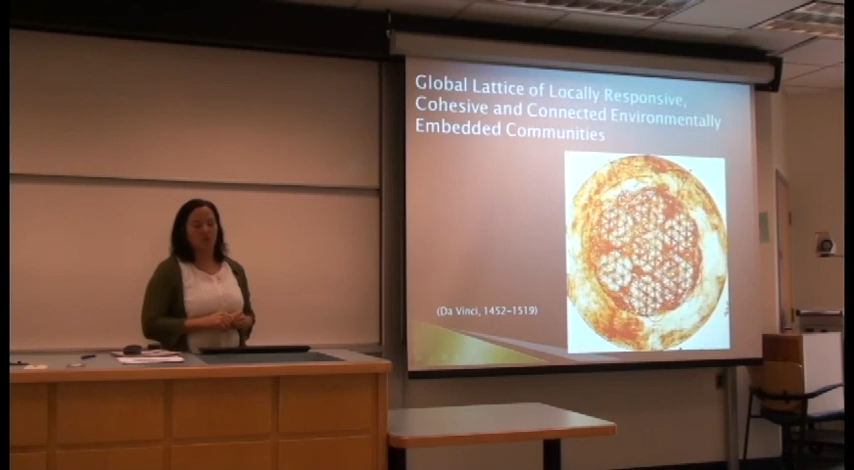 Global Lattice of Locally Responsive,
Cohesive and Connected Environmentally
Embedded Communities
(Da Vinci, 1452-1519)